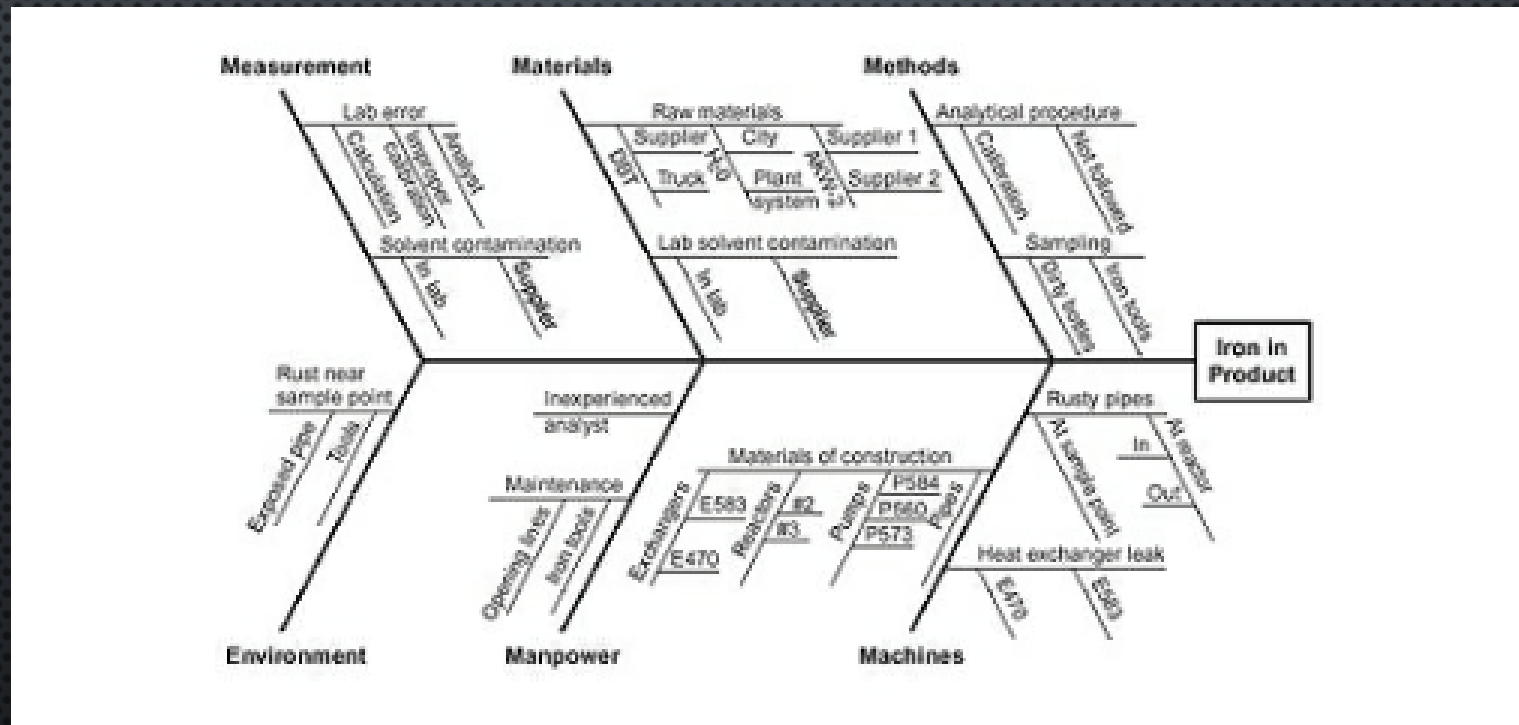 Measurement
Materials
Methods
Lab error
Calculation
Improper
calibration
Analyst
Solvent contamination
In lab
Supplier
Raw materials
Supplier
Truck
H₂0
City
Plant
system
Supplier 1
Supplier 2
Lab solvent contamination
In lab
Supplier
Analytical procedure
Calibration
Not followed
Sampling
Dirty bottles
Iron tools
Iron in
Product
Rust near
sample point
Exposed pipe
Tools
Inexperienced
analyst
Maintenance
Opening lines
Iron tools
Materials of construction
Exchangers
E583
E470
Reactors
#2
#3
Pumps
P584
P560
P573
Pipes
Rusty pipes
At sample point
At reactor
In
Out
Heat exchanger leak
E470
E583
Environment
Manpower
Machines